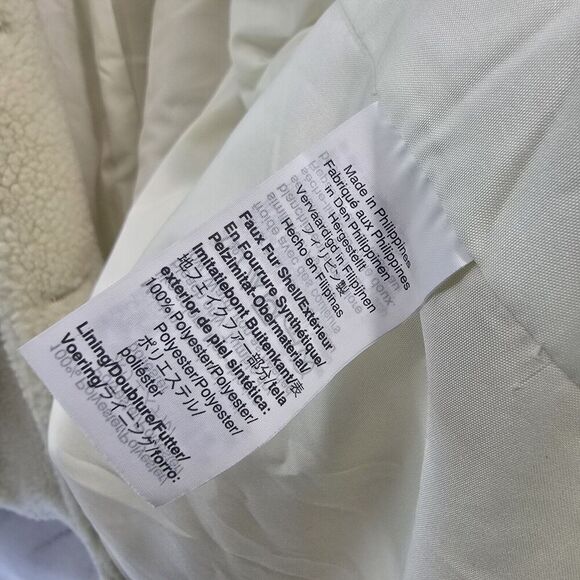 Made in Philippines
Fabriqué aux Philippines
in Den Philippinen
Hergestellt
Vervaardigd in Filipijnen
フィリピン製
Hecho en Filipinas
Faux Fur Shell/Extérieur
En Fourrure Synthétique/
Pelzimitat-Obermaterial/
Imitatiebont Buitenkant/表
地フェイクファー部分/tela
exterior de piel sintética:
100% Polyester/Polyester/
Polyester/Polyester/
ポリエステル/
poliéster
Lining/Doublure/Futter/
Voering/ライニング/forro: